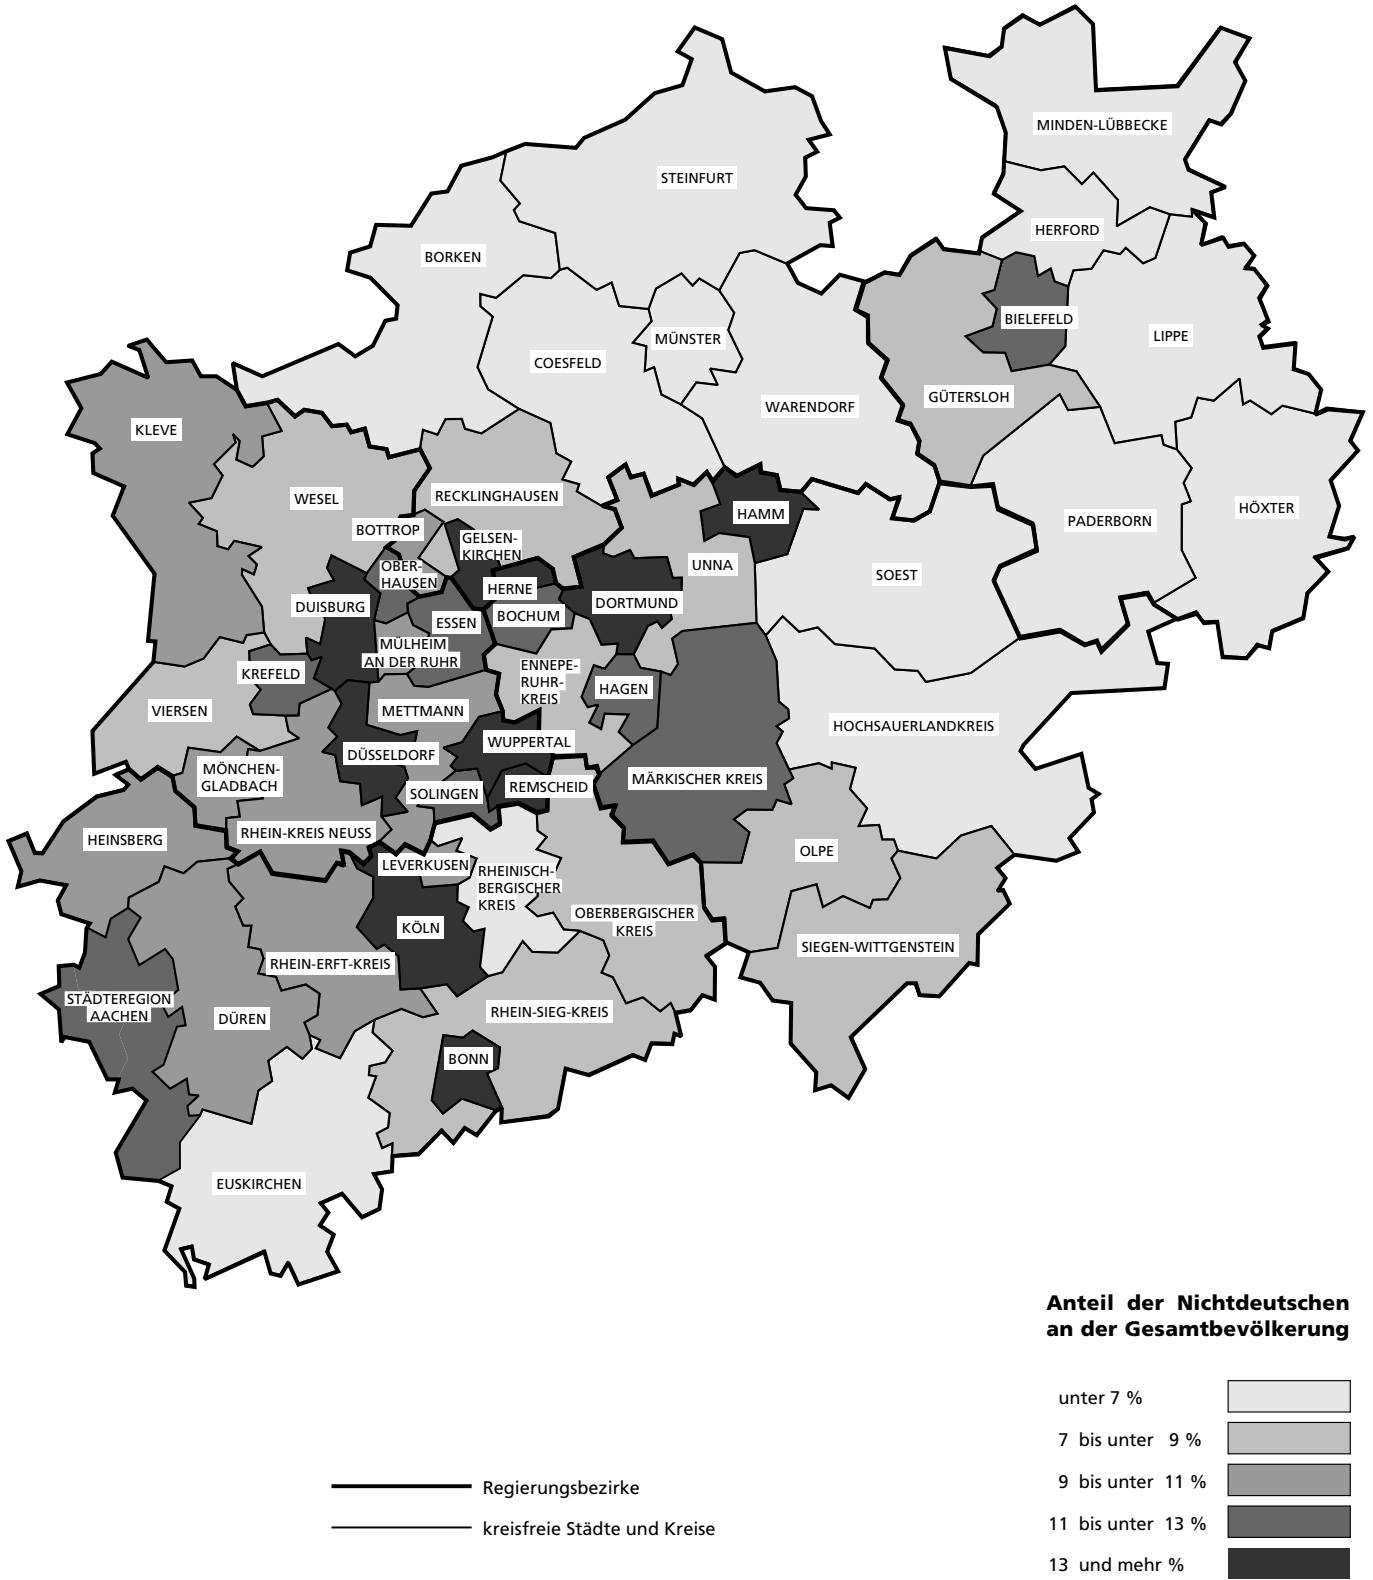 MINDEN-LÜBBECKE
STEINFURT
HERFORD
BORKEN
BIELEFELD
LIPPE
MÜNSTER
COESFELD
GÜTERSLOH
WARENDORF
KLEVE
RECKLINGHAUSEN
WESEL
HÖXTER
HAMM
PADERBORN
BOTTROP
GELSEN-
KIRCHEN
UNNA
SOEST
OBER-
HAUSEN
HERNE
DORTMUND
DUISBURG
BOCHUM
ESSEN
MÜLHEIM
AN DER RUHR
ENNEPE-
RUHR-
KREIS
KREFELD
HAGEN
VIERSEN
METTMANN
HOCHSAUERLANDKREIS
WUPPERTAL
DÜSSELDORF
MÖNCHEN-
GLADBACH
MÄRKISCHER KREIS
SOLINGEN
REMSCHEID
RHEIN-KREIS NEUSS
HEINSBERG
OLPE
LEVERKUSEN
RHEINISCH-
BERGISCHER
KREIS
OBERBERGISCHER
KREIS
KÖLN
SIEGEN-WITTGENSTEIN
RHEIN-ERFT-KREIS
STÄDTEREGION
AACHEN
DÜREN
RHEIN-SIEG-KREIS
BONN
EUSKIRCHEN
Anteil der Nichtdeutschen
an der Gesamtbevölkerung
unter 7 %
7 bis unter 9 %
9 bis unter 11 %
11 bis unter 13 %
13 und mehr %
Regierungsbezirke
kreisfreie Städte und Kreise